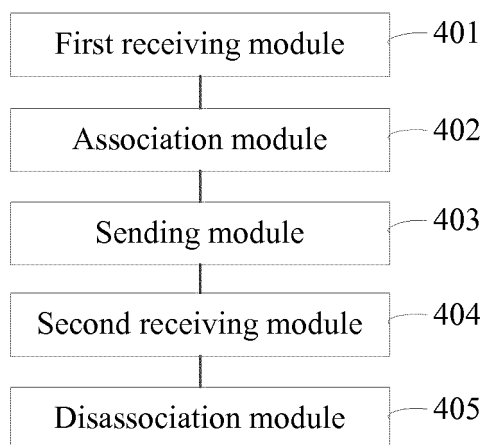 First receiving module 401
Association module 402
Sending module 403
Second receiving module 404
Disassociation module 405